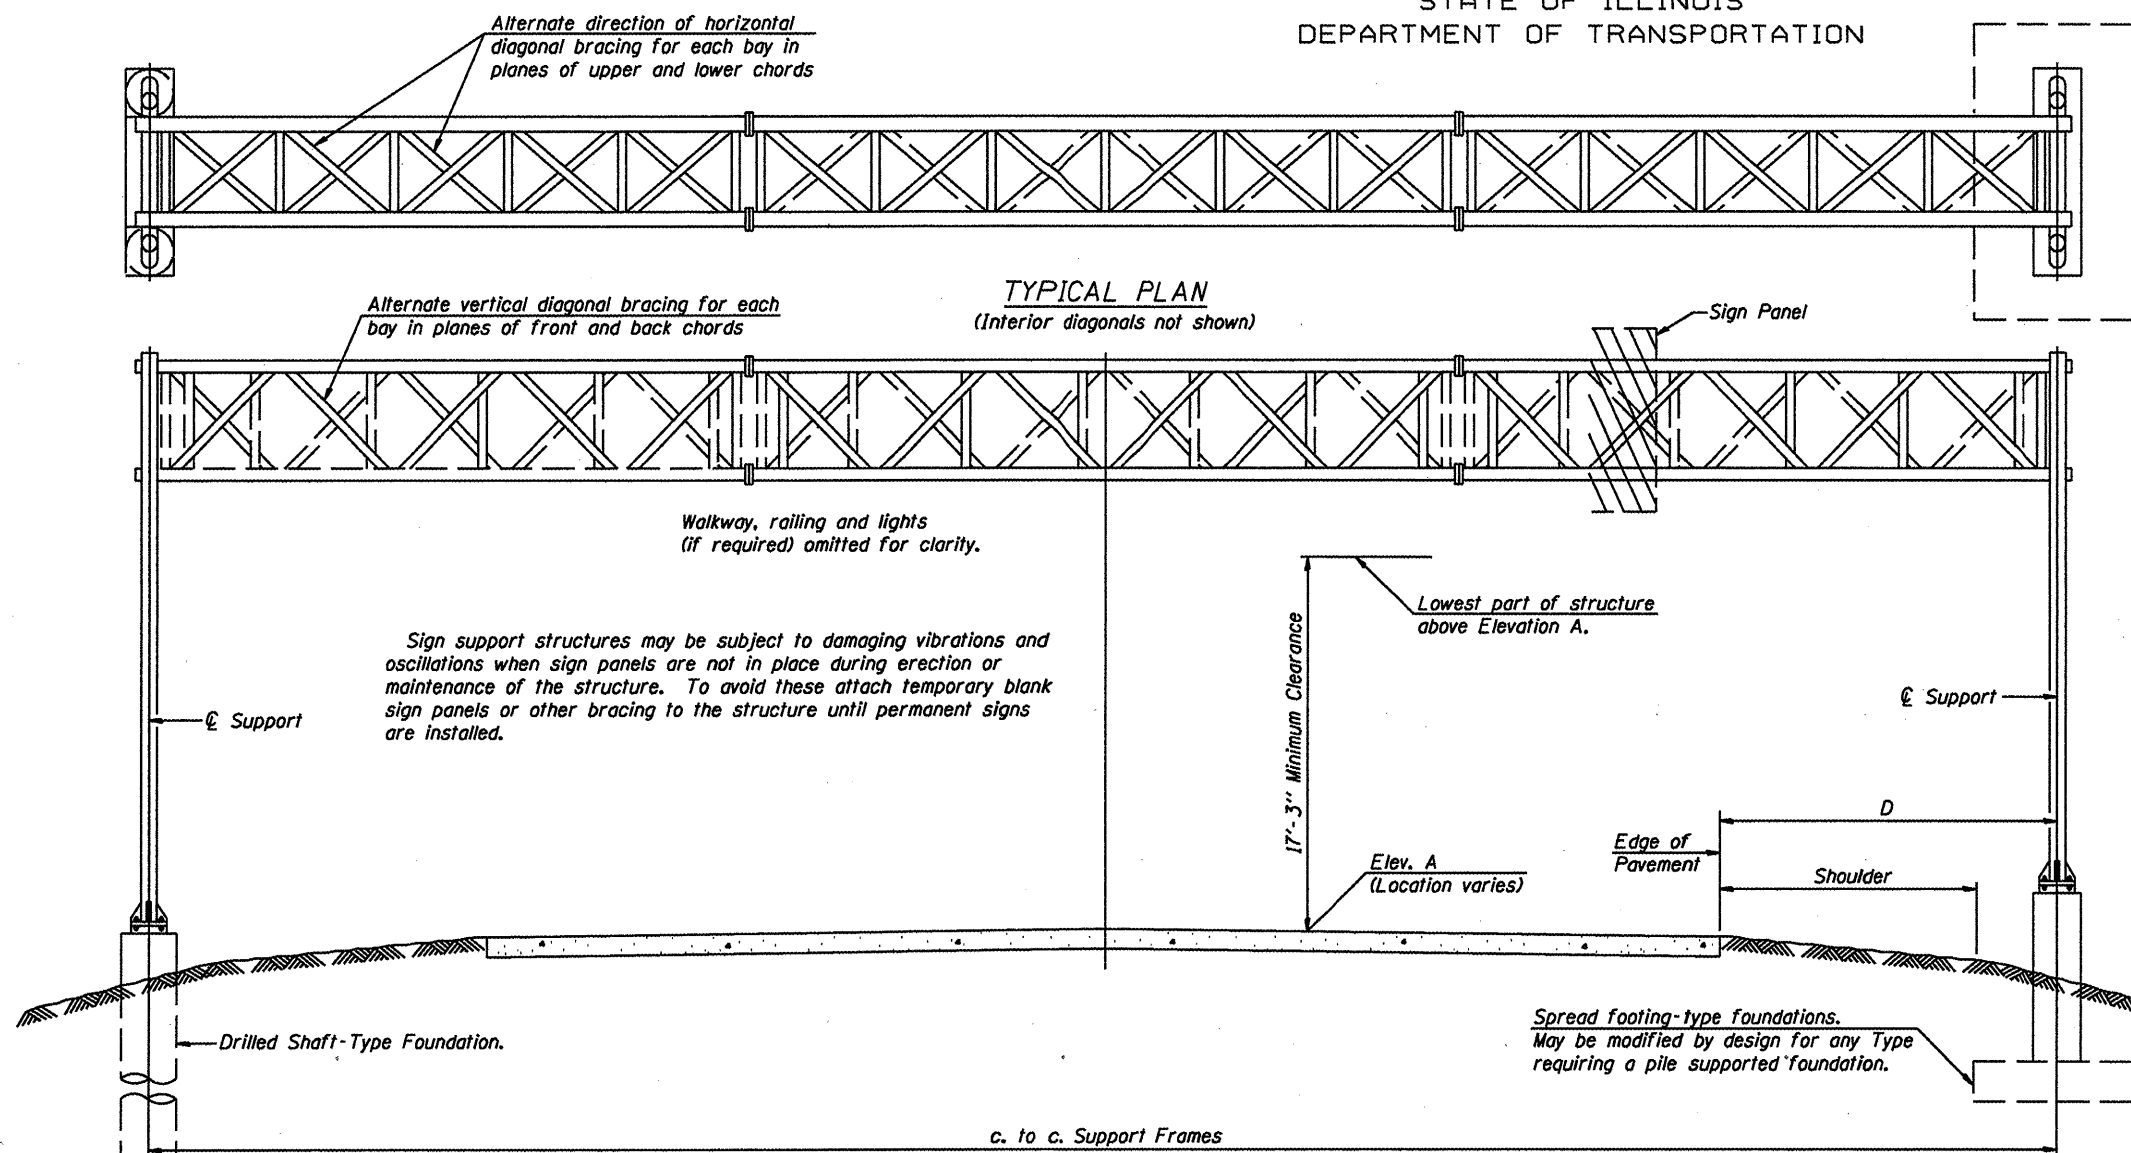 STATE OF ILLINOIS
DEPARTMENT OF TRANSPORTATION
Alternate direction of horizontal
diagonal bracing for each bay in
planes of upper and lower chords
TYPICAL PLAN
(Interior diagonals not shown)
Alternate vertical diagonal bracing for each
bay in planes of front and back chords
Sign Panel
Walkway, railing and lights
(if required) omitted for clarity.
Lowest part of structure
above Elevation A.
17'-3" Minimum Clearance
Sign support structures may be subject to damaging vibrations and
oscillations when sign panels are not in place during erection or
maintenance of the structure. To avoid these attach temporary blank
sign panels or other bracing to the structure until permanent signs
are installed.
℄ Support
℄ Support
D
Edge of
Pavement
Shoulder
Elev. A
(Location varies)
Drilled Shaft-Type Foundation.
Spread footing-type foundations.
May be modified by design for any Type
requiring a pile supported foundation.
c. to c. Support Frames